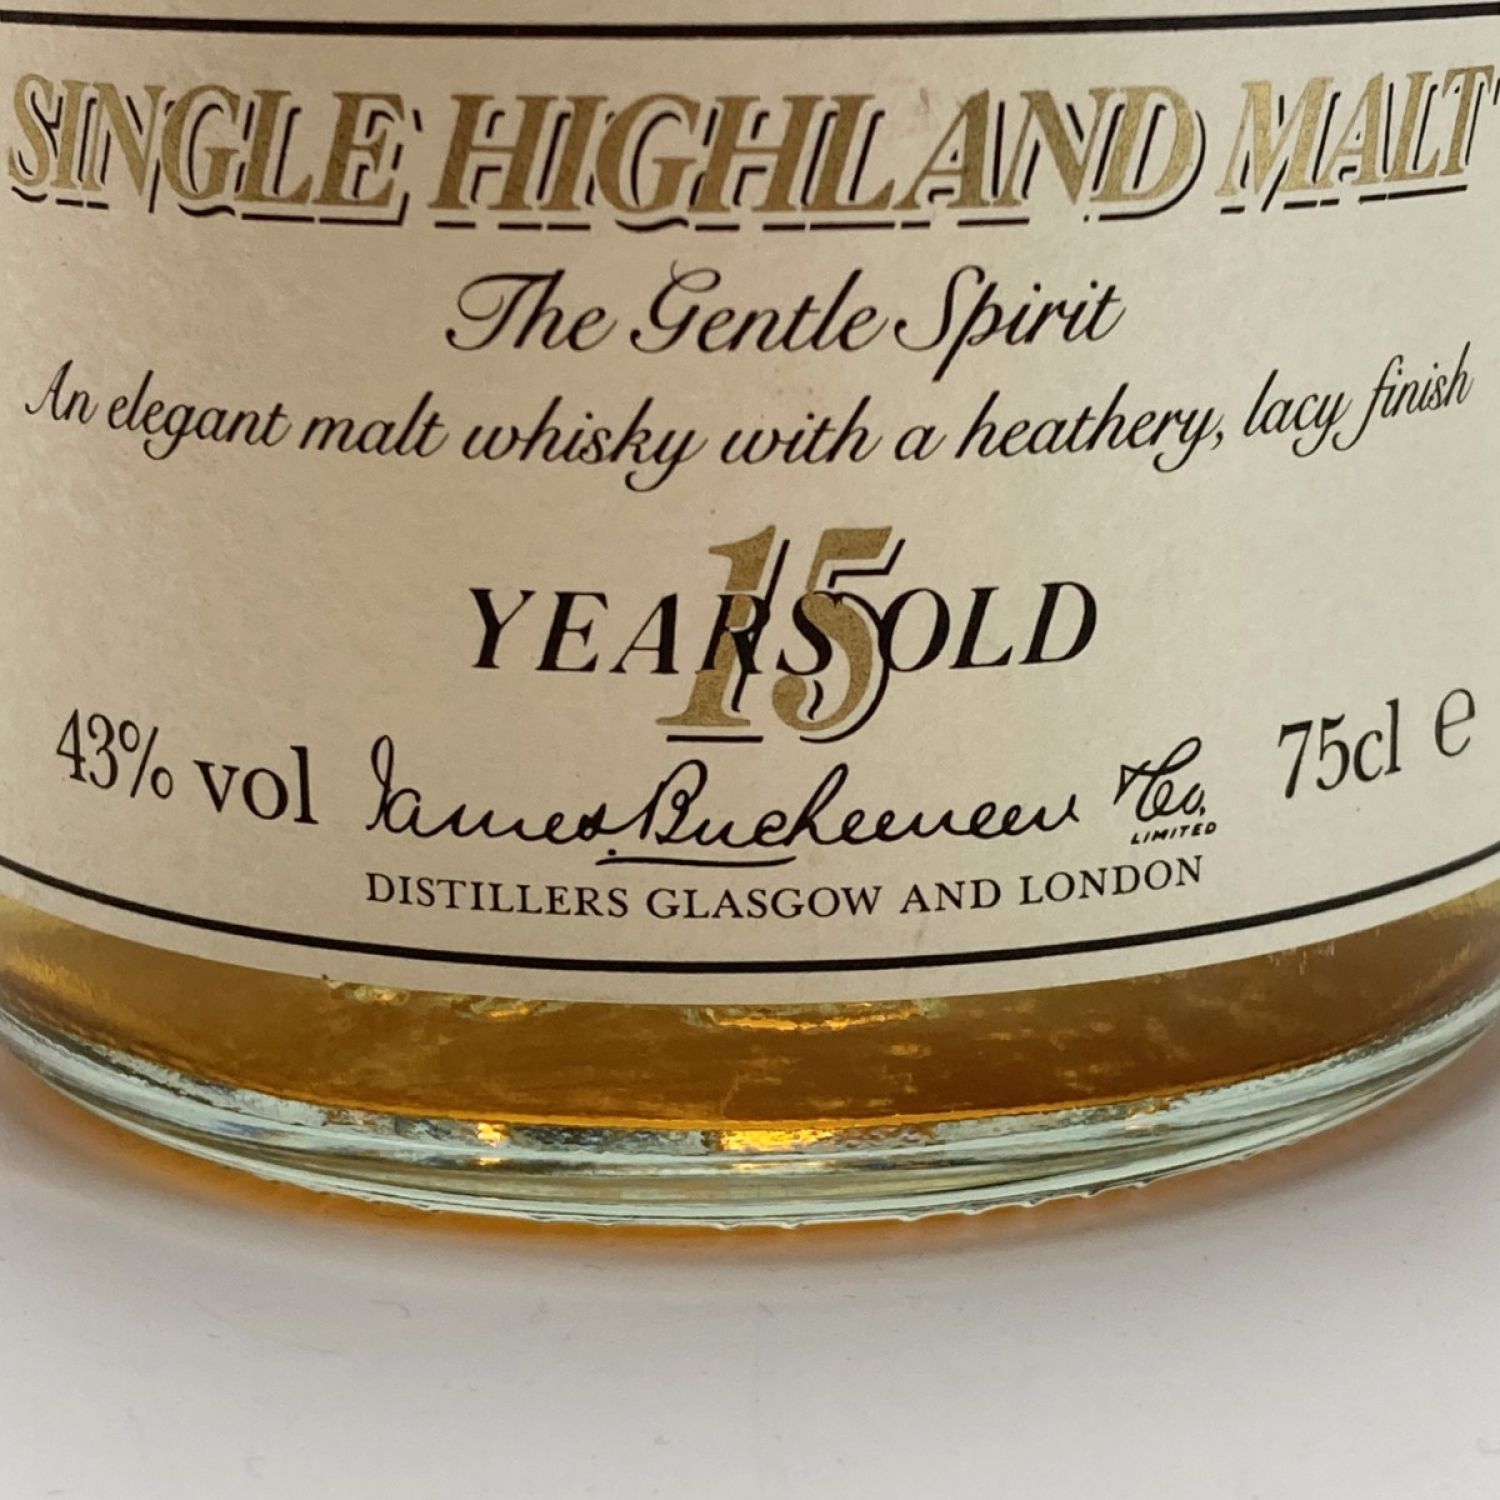 SINGLE HIGHLAND MALT
The Gentle Spirit
An elegant malt whisky with a heathery, lacy finish
15
YEARS OLD
43% vol James Buchanan & Co. LIMITED 75cl e
DISTILLERS GLASGOW AND LONDON